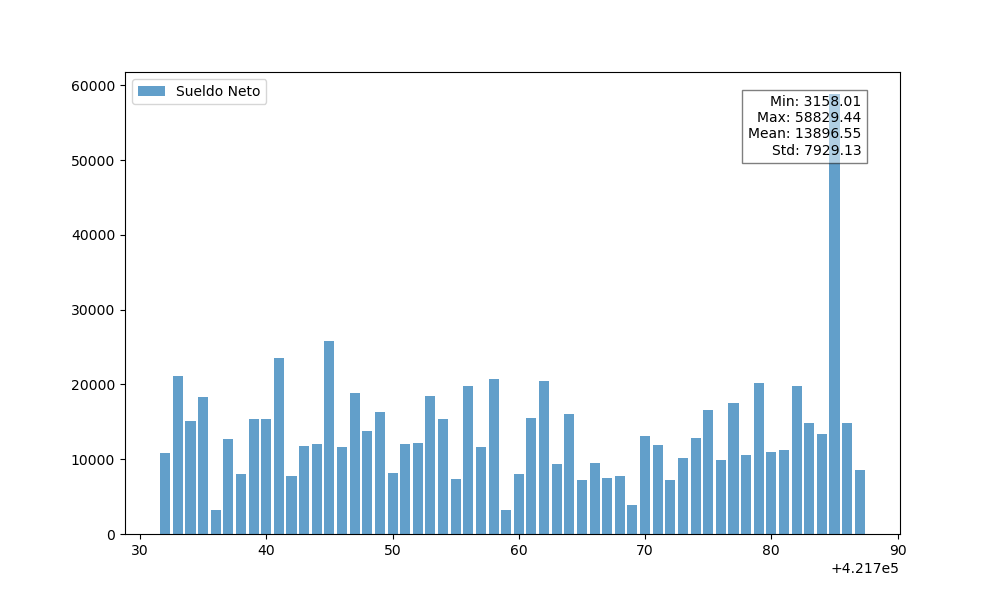 Sueldo Neto
Min: 3158.01
Max: 58829.44
Mean: 13896.55
Std: 7929.13
60000
50000
40000
30000
20000
10000
0
30 40 50 60 70 80 90
+4.217e5